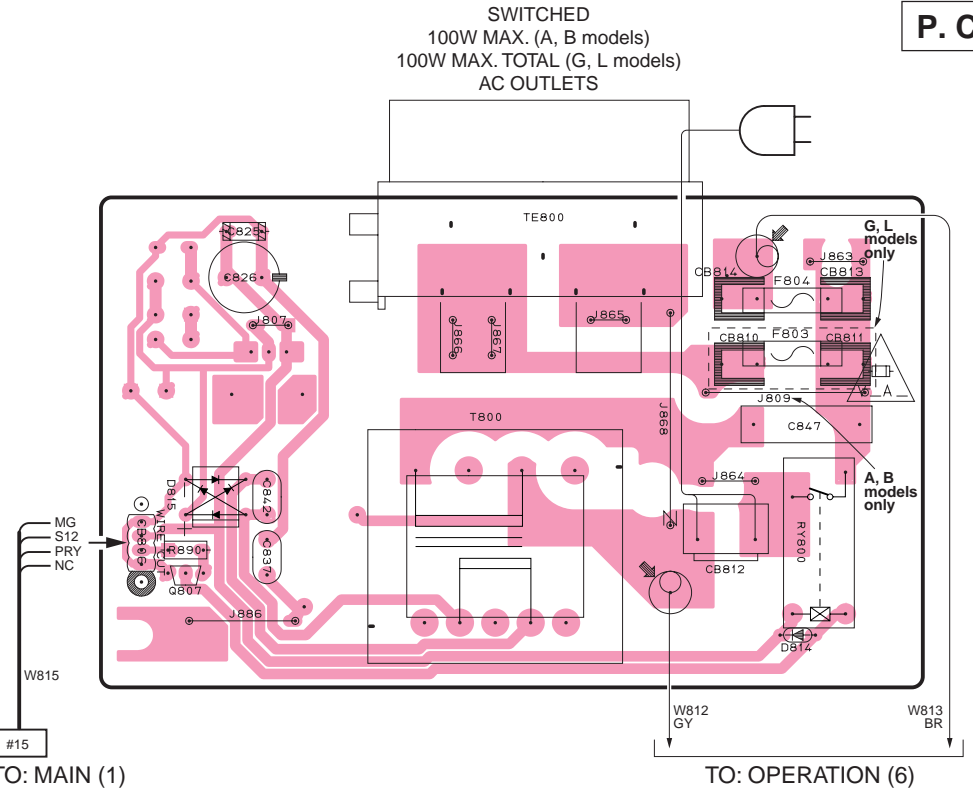 SWITCHED
100W MAX. (A, B models)
100W MAX. TOTAL (G, L models)
AC OUTLETS
P. C
TE800
C825
C826
J807
G, L
models
only
J863
CB814
CB813
F804
J866
J867
J865
F803
CB810
CB811
A
J809
T800
J868
C847
A, B
models
only
J864
D815
C842
WIRE CUT
MG
S12
PRY
NC
R890
C837
Q807
N
CB812
RY800
J886
D814
W815
W812
GY
W813
BR
#15
TO: MAIN (1)
TO: OPERATION (6)